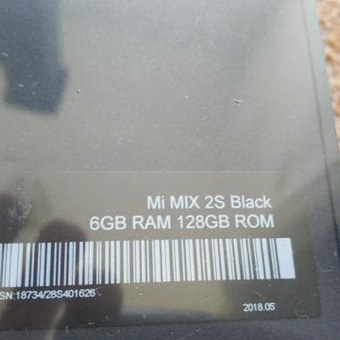 Mi MIX 2S Black
6GB RAM 128GB ROM
SN:18734/28S401626
2018.05